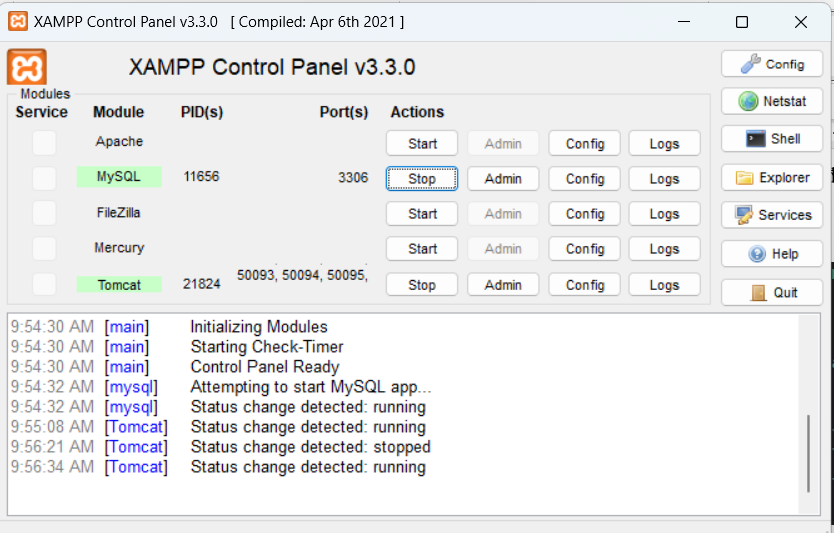 XAMPP Control Panel v3.3.0 [ Compiled: Apr 6th 2021 ]
XAMPP Control Panel v3.3.0
Config
Modules
Service Module PID(s) Port(s) Actions
Netstat
Apache Start Admin Config Logs
Shell
MySQL 11656 3306 Stop Admin Config Logs
Explorer
FileZilla Start Admin Config Logs
Services
Mercury Start Admin Config Logs
Help
Tomcat 21824 50093, 50094, 50095, Stop Admin Config Logs
Quit
9:54:30 AM [main] Initializing Modules
9:54:30 AM [main] Starting Check-Timer
9:54:30 AM [main] Control Panel Ready
9:54:32 AM [mysql] Attempting to start MySQL app...
9:54:32 AM [mysql] Status change detected: running
9:55:08 AM [Tomcat] Status change detected: running
9:56:21 AM [Tomcat] Status change detected: stopped
9:56:34 AM [Tomcat] Status change detected: running